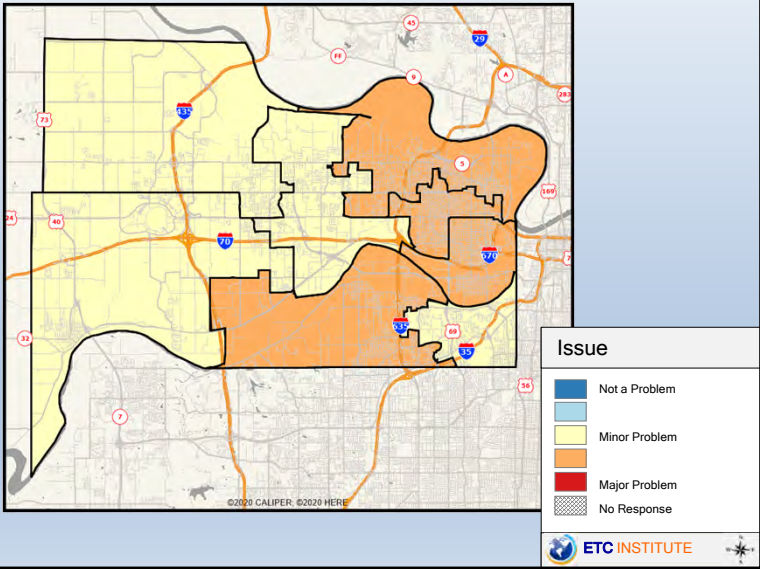 45
29
FF
A
9
283
435
73
5
169
24
40
70
670
635
69
35
32
56
7
©2020 CALIPER; ©2020 HERE
Issue
Not a Problem
Minor Problem
Major Problem
No Response
ETC INSTITUTE